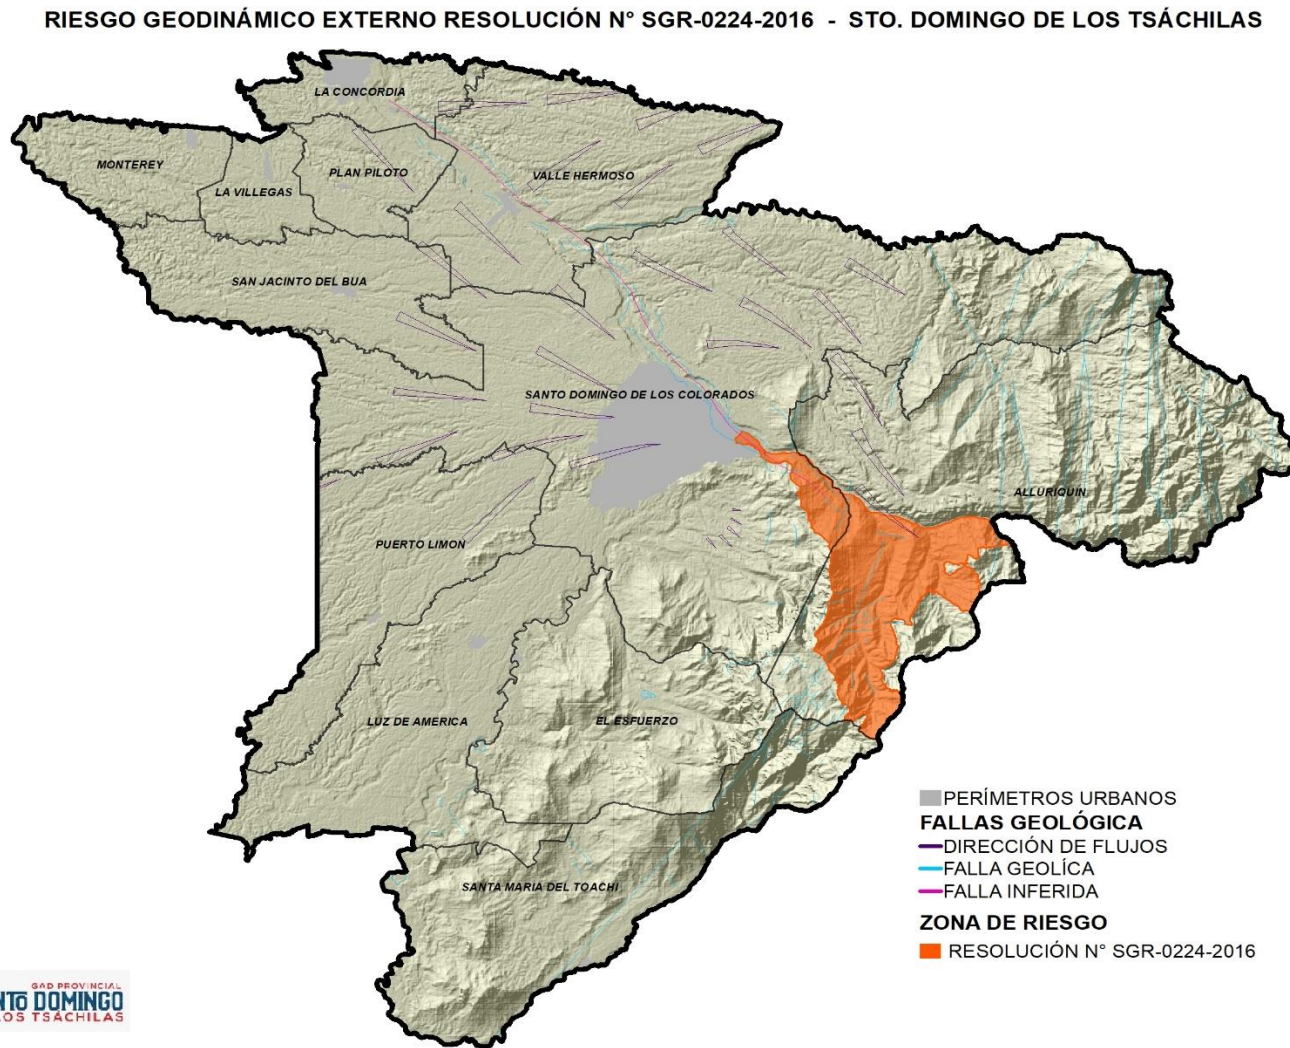 RIESGO GEODINÁMICO EXTERNO RESOLUCIÓN N° SGR-0224-2016 - STO. DOMINGO DE LOS TSÁCHILAS
LA CONCORDIA
MONTEREY
PLAN PILOTO
VALLE HERMOSO
LA VILLEGAS
SAN JACINTO DEL BUA
SANTO DOMINGO DE LOS COLORADOS
ALLURIQUIN
PUERTO LIMON
LUZ DE AMERICA
EL ESFUERZO
SANTA MARIA DEL TOACHI
PERÍMETROS URBANOS
FALLAS GEOLÓGICA
DIRECCIÓN DE FLUJOS
FALLA GEOLÍCA
FALLA INFERIDA
ZONA DE RIESGO
RESOLUCIÓN N° SGR-0224-2016
GAD PROVINCIAL
NTO DOMINGO
LOS TSÁCHILAS